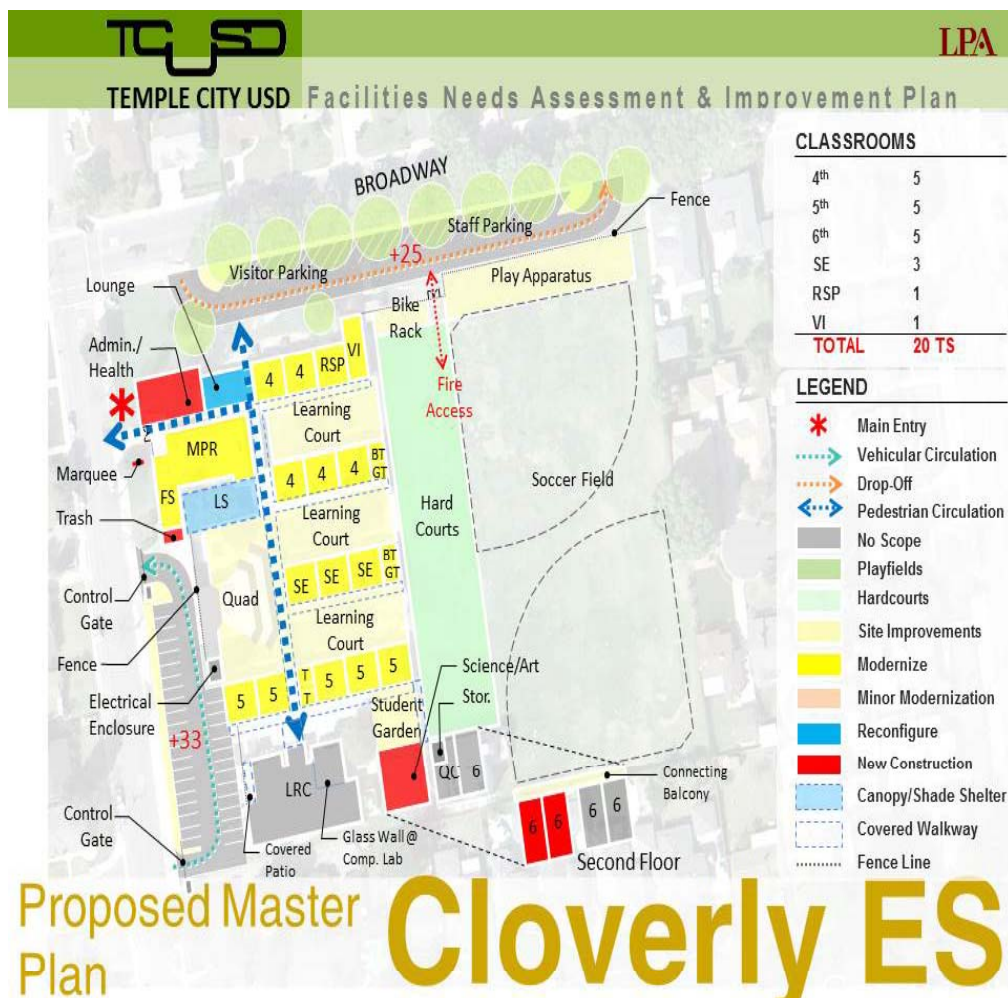 TCUSD
LPA
TEMPLE CITY USD Facilities Needs Assessment & Improvement Plan
BROADWAY
Fence
Staff Parking
+25
Visitor Parking
Play Apparatus
Lounge
Bike
Rack
Admin./
Health
4 4 RSP VI
Fire
Access
Learning
Court
MPR
Marquee
4 4 4 BT
GT
FS
LS
Soccer Field
Hard
Courts
Trash
Learning
Court
SE SE SE BT
GT
Control
Gate
Quad
Learning
Court
Fence
5 5 T
T 5 5 5
Science/Art
Stor.
Electrical
Enclosure
Student
Garden
+33
LRC
QC 6
Connecting
Balcony
Control
Gate
6 6 6 6
Covered
Patio
Glass Wall @
Comp. Lab
Second Floor
CLASSROOMS
4th 5
5th 5
6th 5
SE 3
RSP 1
VI 1
TOTAL 20 TS
LEGEND
Main Entry
Vehicular Circulation
Drop-Off
Pedestrian Circulation
No Scope
Playfields
Hardcourts
Site Improvements
Modernize
Minor Modernization
Reconfigure
New Construction
Canopy/Shade Shelter
Covered Walkway
Fence Line
Proposed Master
Plan
Cloverly ES